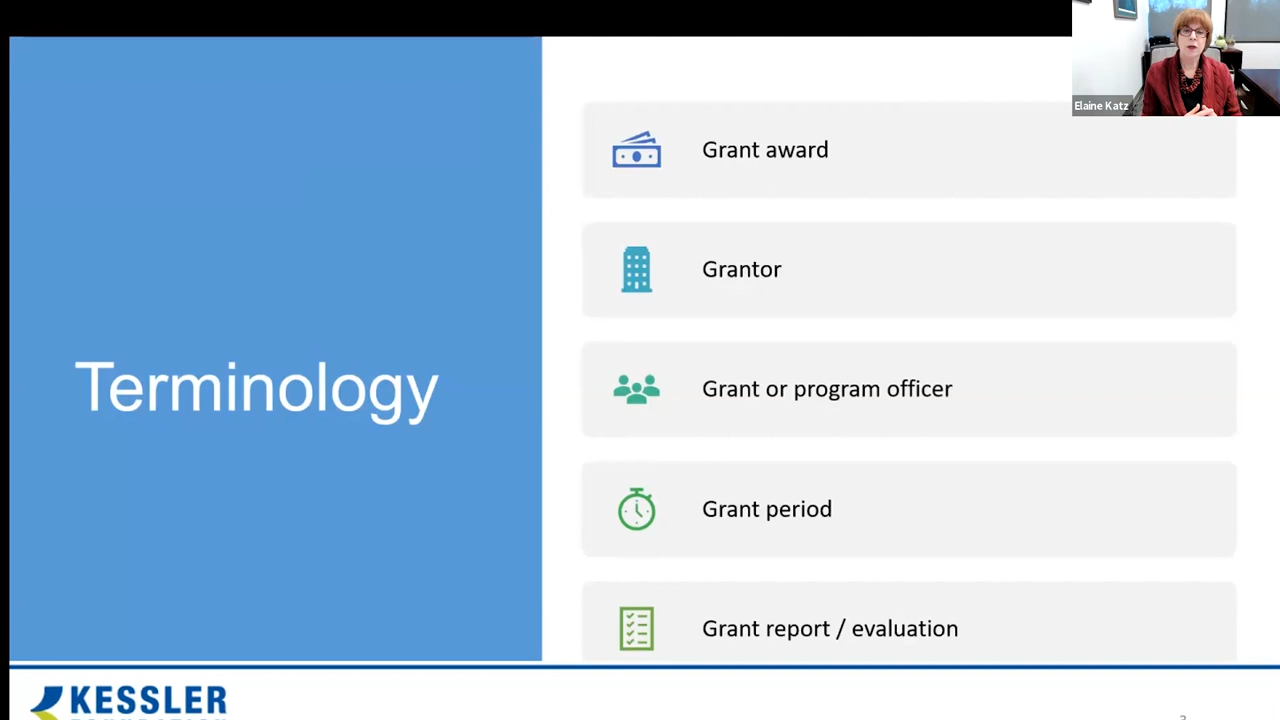 Elaine Katz
Grant award
Grantor
Grant or program officer
Terminology
Grant period
Grant report / evaluation
KESSLER